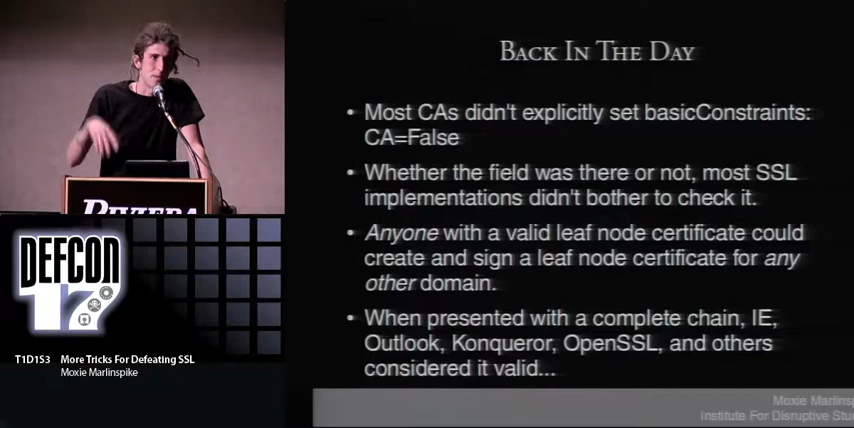 BACK IN THE DAY
• Most CAs didn't explicitly set basicConstraints:
CA=False
• Whether the field was there or not, most SSL
implementations didn't bother to check it.
• Anyone with a valid leaf node certificate could
create and sign a leaf node certificate for any
other domain.
• When presented with a complete chain, IE,
Outlook, Konqueror, OpenSSL, and others
considered it valid...
RIVIERA
DEFCON
17
T1D1S3 More Tricks For Defeating SSL
Moxie Marlinspike
Moxie Marlinsp
Institute For Disruptive Stu